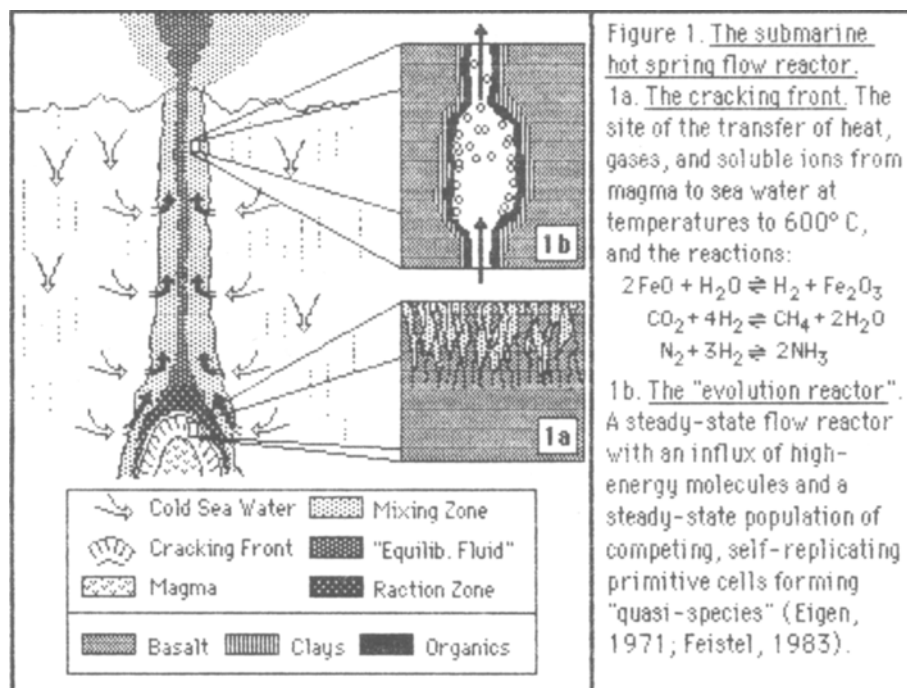 1b
1a
Cold Sea Water
Mixing Zone
Cracking Front
"Equilib. Fluid"
Magma
Raction Zone
Basalt
Clays
Organics
Figure 1. The submarine
hot spring flow reactor.
1a. The cracking front. The
site of the transfer of heat,
gases, and soluble ions from
magma to sea water at
temperatures to 600° C,
and the reactions:
2FeO + H₂O ⇌ H₂ + Fe₂O₃
CO₂ + 4H₂ ⇌ CH₄ + 2H₂O
N₂ + 3H₂ ⇌ 2NH₃
1b. The "evolution reactor".
A steady-state flow reactor
with an influx of high-
energy molecules and a
steady-state population of
competing, self-replicating
primitive cells forming
"quasi-species" (Eigen,
1971; Feistel, 1983).